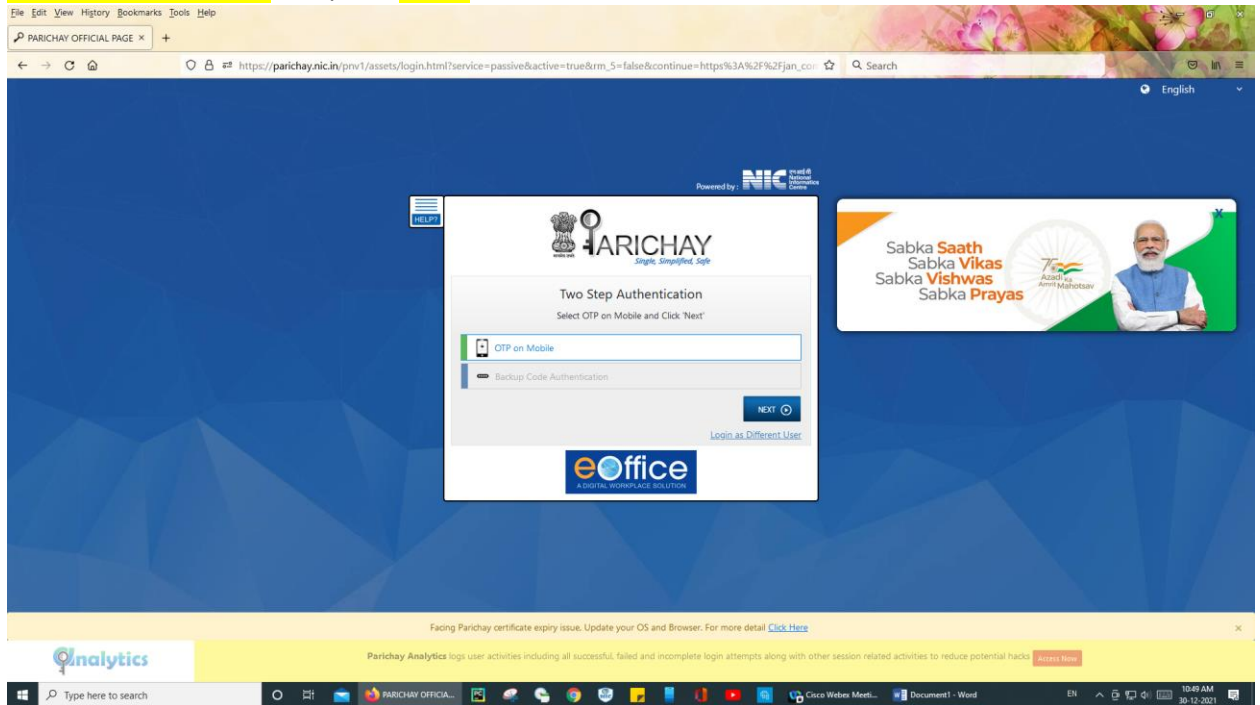 File Edit View History Bookmarks Tools Help
PARICHAY OFFICIAL PAGE × +
https://parichay.nic.in/pnv1/assets/login.html?service=passive&active=true&rm_5=false&continue=https%3A%2F%2Fjan_con
Search
English
Powered by : NIC एनआईसी National Informatics Centre
HELP?
PARICHAY
Single, Simplified, Safe
Two Step Authentication
Select OTP on Mobile and Click 'Next'
OTP on Mobile
Backup Code Authentication
NEXT
Login as Different User
eOffice
A DIGITAL WORKPLACE SOLUTION
X
Sabka Saath
Sabka Vikas
Sabka Vishwas
Sabka Prayas
75
Azadi Ka
Amrit Mahotsav
Facing Parichay certificate expiry issue. Update your OS and Browser. For more detail Click Here ×
Analytics
Parichay Analytics logs user activities including all successful, failed and incomplete login attempts along with other session related activities to reduce potential hacks Access Now
Type here to search
PARICHAY OFFICIA...
Cisco Webex Meeti...
Document1 - Word
EN
10:49 AM
30-12-2021